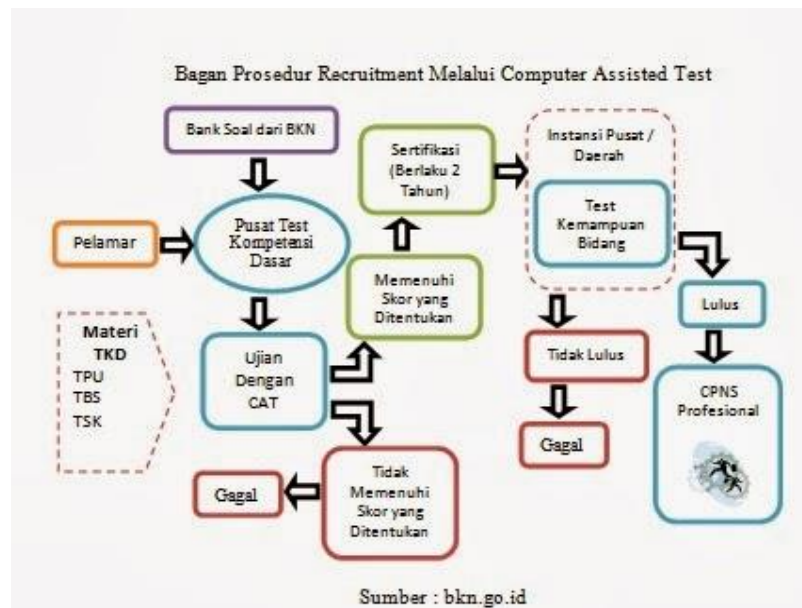 Bagan Prosedur Recruitment Melalui Computer Assisted Test
Bank Soal dari BKN
Pelamar
Pusat Test
Kompetensi
Dasar
Materi
TKD
TPU
TBS
TSK
Ujian
Dengan
CAT
Memenuhi
Skor yang
Ditentukan
Sertifikasi
(Berlaku 2
Tahun)
Tidak
Memenuhi
Skor yang
Ditentukan
Gagal
Instansi Pusat /
Daerah
Test
Kemampuan
Bidang
Tidak Lulus
Gagal
Lulus
CPNS
Profesional
Sumber : bkn.go.id